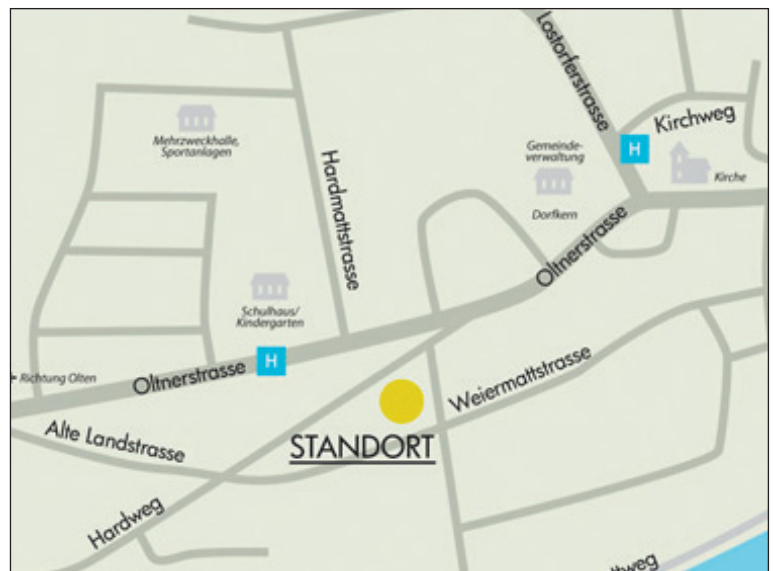 Lostorferstrasse
Kirchweg
H
Gemeinde-
verwaltung
Kirche
Dorfkern
Mehrzweckhalle,
Sportanlagen
Hardmattstrasse
Oltnerstrasse
Schulhaus/
Kindergarten
H
Oltnerstrasse
Richtung Olten
Weiermattstrasse
Alte Landstrasse
STANDORT
Hardweg